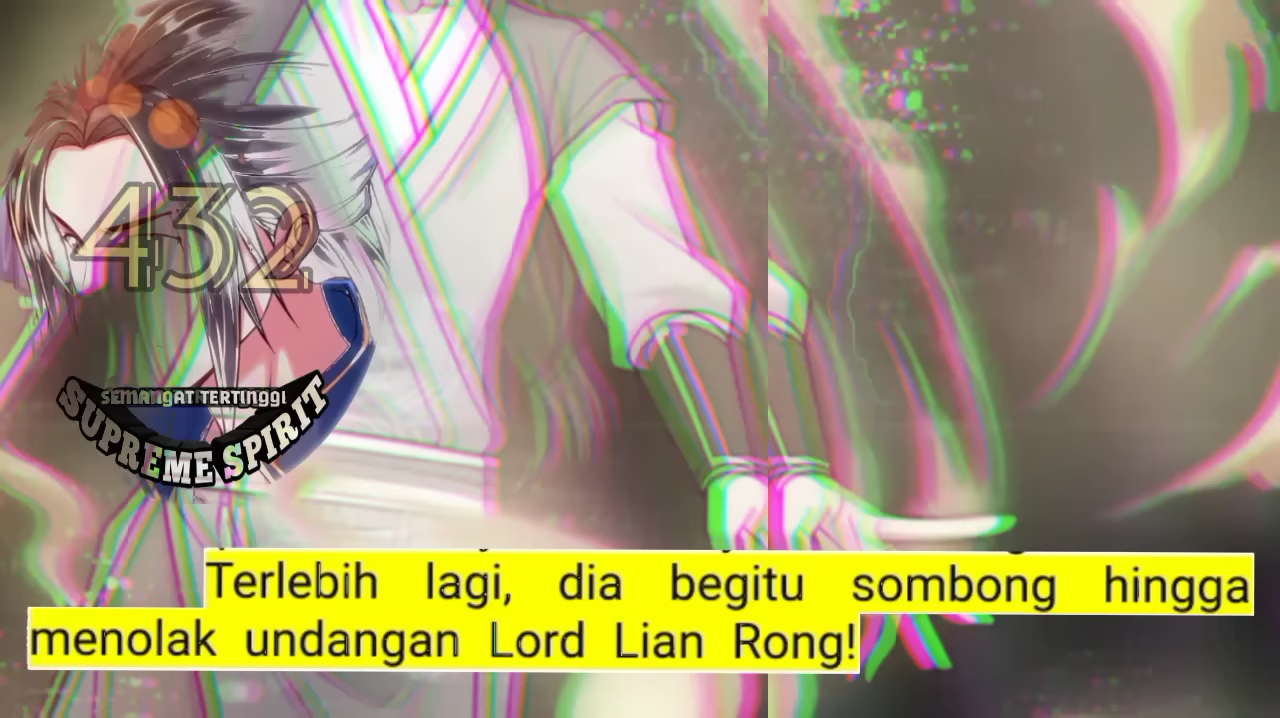 432
SEMANGAT TERTINGGI
SUPREME SPIRIT
Terlebih lagi, dia begitu sombong hingga
menolak undangan Lord Lian Rong!